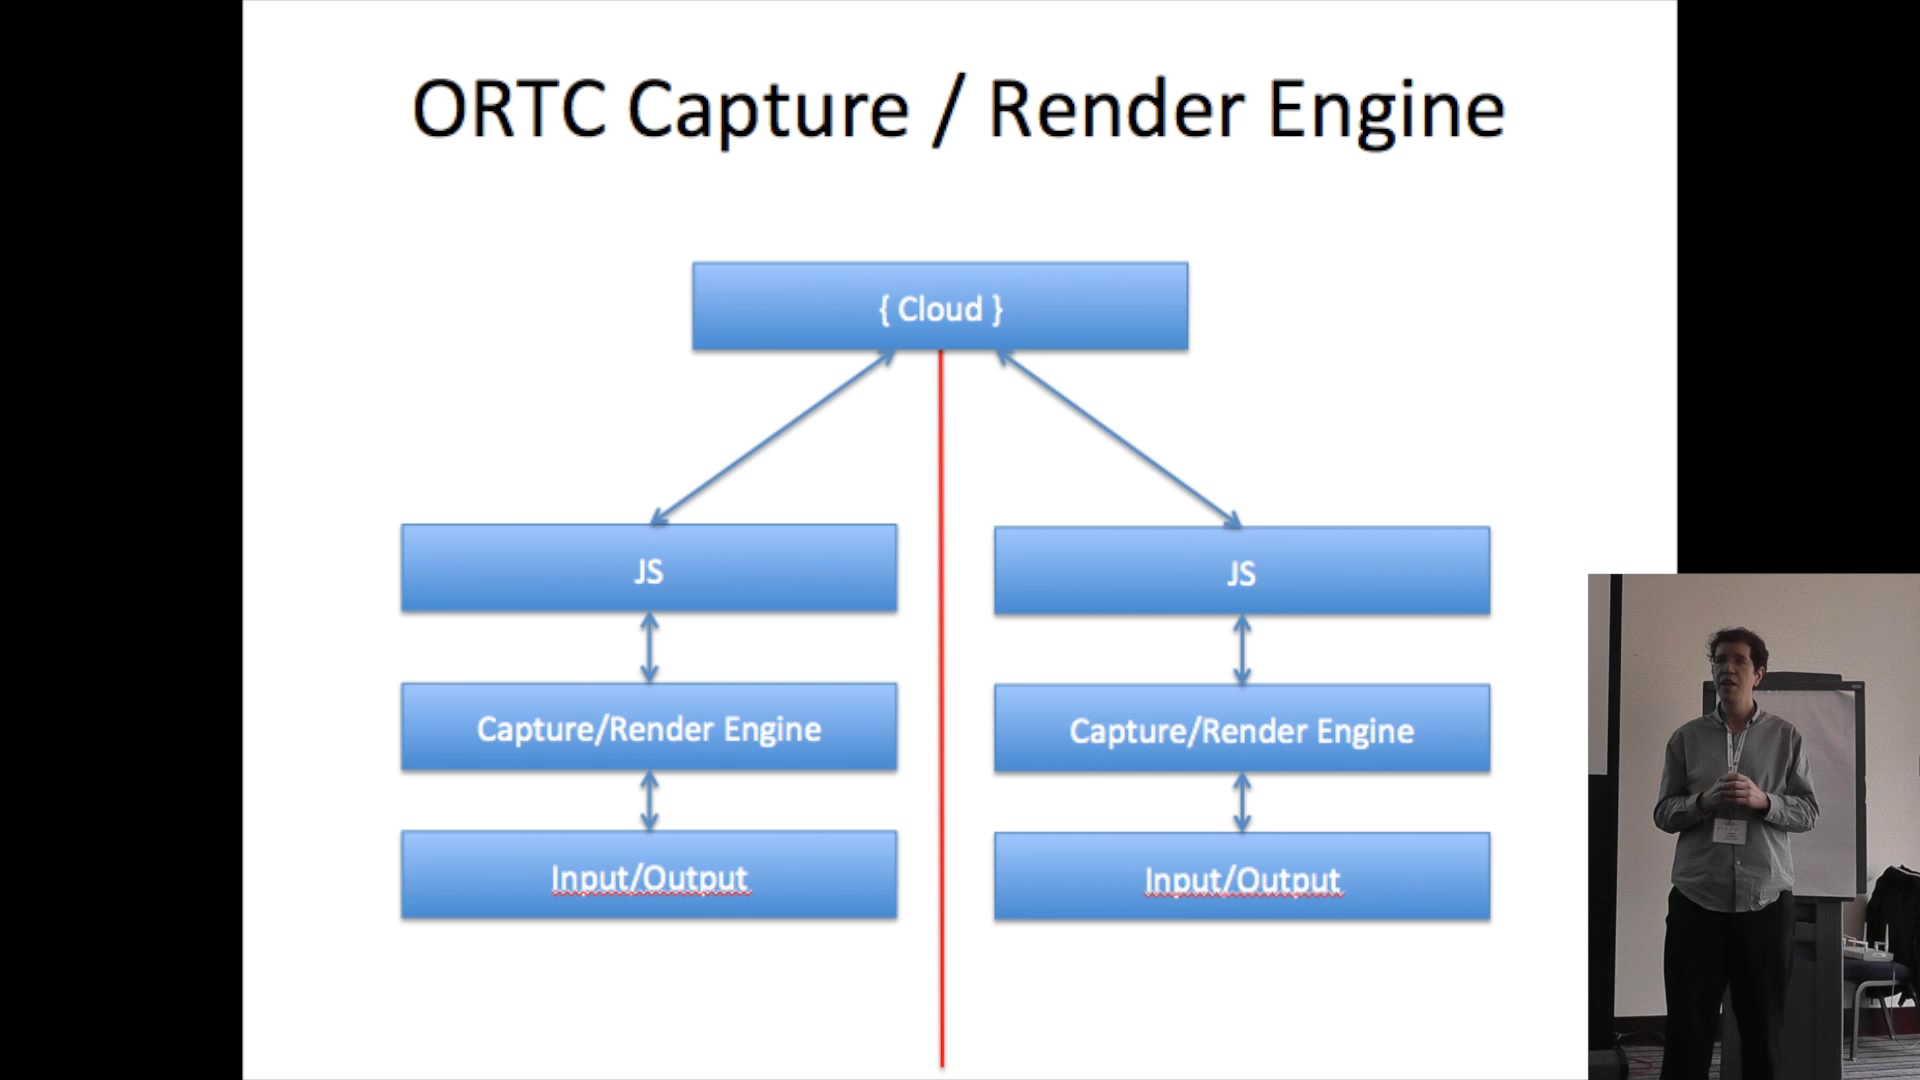 ORTC Capture / Render Engine
{ Cloud }
JS
JS
Capture/Render Engine
Capture/Render Engine
Input/Output
Input/Output